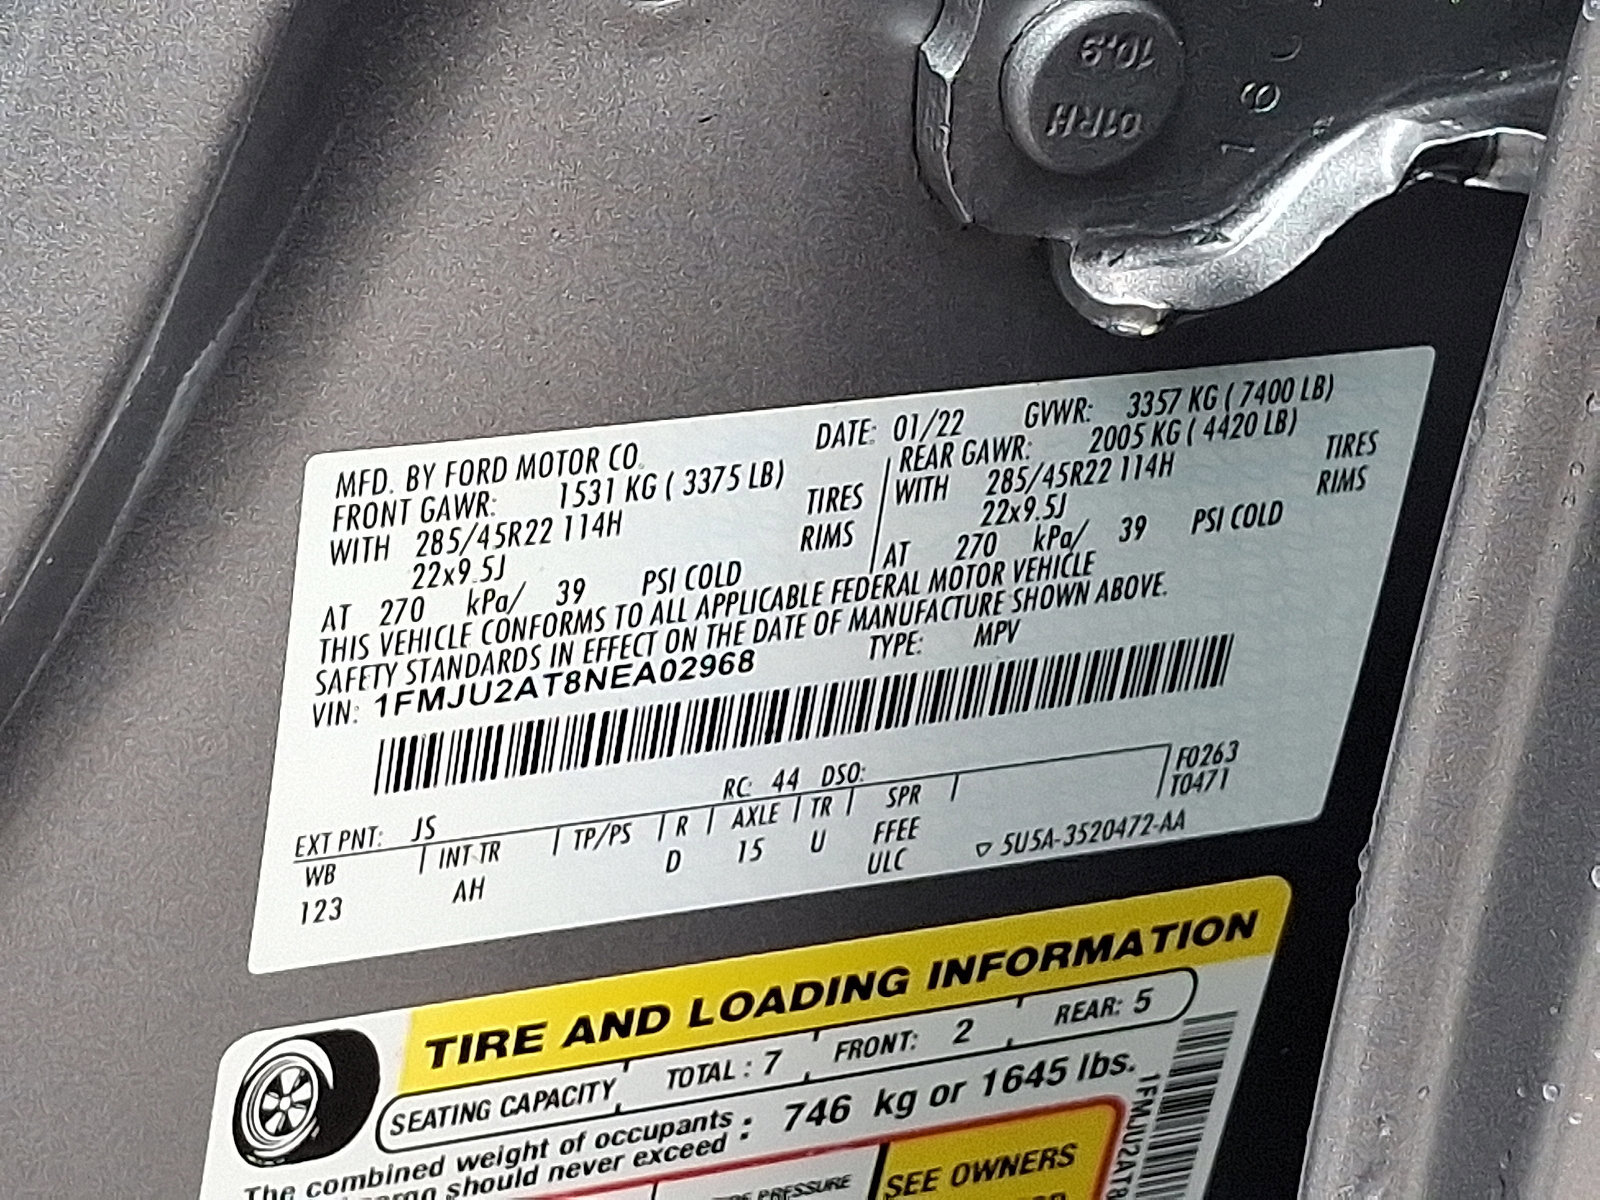 10.9
01RH
16
MFD. BY FORD MOTOR CO.
DATE: 01/22 GVWR: 3357 KG ( 7400 LB)
FRONT GAWR: 1531 KG ( 3375 LB)
WITH 285/45R22 114H TIRES
22x9.5J RIMS
AT 270 kPa/ 39 PSI COLD
REAR GAWR: 2005 KG ( 4420 LB)
WITH 285/45R22 114H TIRES
22x9.5J RIMS
AT 270 kPa/ 39 PSI COLD
THIS VEHICLE CONFORMS TO ALL APPLICABLE FEDERAL MOTOR VEHICLE
SAFETY STANDARDS IN EFFECT ON THE DATE OF MANUFACTURE SHOWN ABOVE.
VIN: 1FMJU2AT8NEA02968 TYPE: MPV
EXT PNT: JS RC: 44 DSO: F0263
WB INT TR TP/PS R AXLE TR SPR T0471
123 AH D 15 U FFEE
ULC 5U5A-3520472-AA
TIRE AND LOADING INFORMATION
SEATING CAPACITY TOTAL : 7 FRONT: 2 REAR: 5
The combined weight of occupants
cargo should never exceed : 746 kg or 1645 lbs.
PRESSURE
SEE OWNERS
1FMJU2AT8